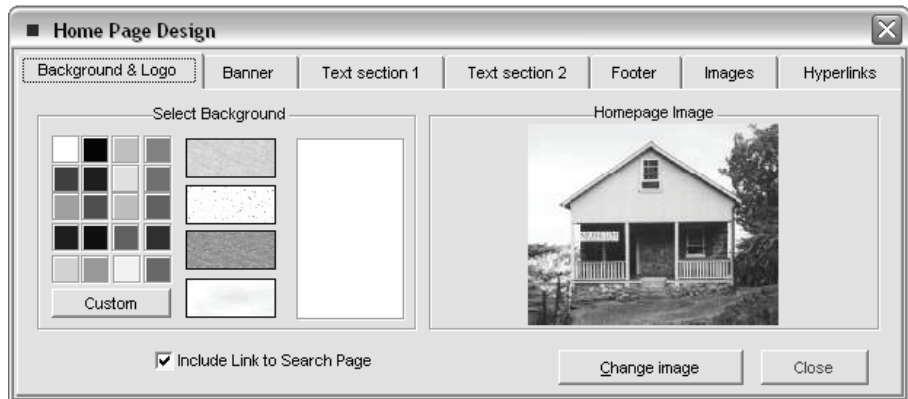 Home Page Design
Background & Logo Banner Text section 1 Text section 2 Footer Images Hyperlinks
Select Background Homepage Image
MUSEUM
Custom
Include Link to Search Page Change image Close